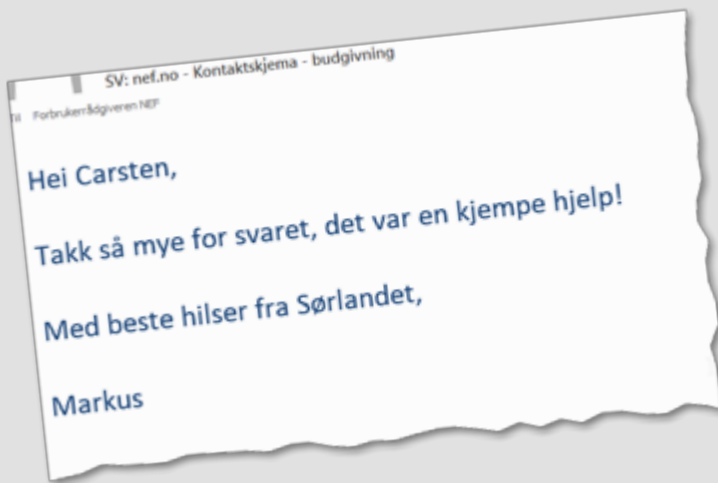 SV: nef.no - Kontaktskjema - budgivning
Til Forbrukerrådgiveren NEF
Hei Carsten,
Takk så mye for svaret, det var en kjempe hjelp!
Med beste hilser fra Sørlandet,
Markus